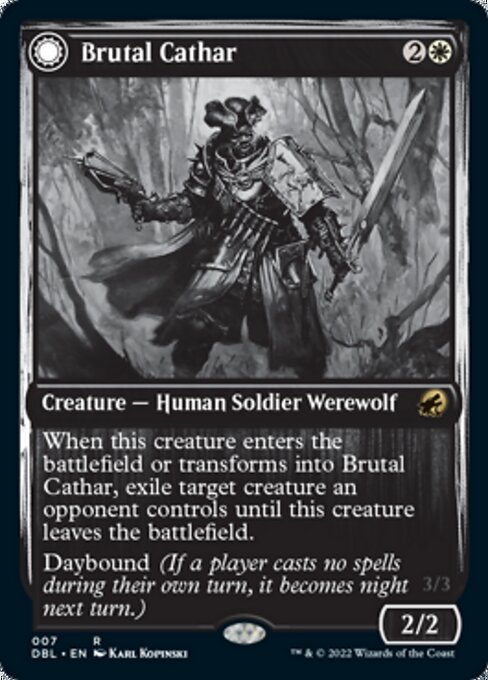 Brutal Cathar 2
Creature — Human Soldier Werewolf
When this creature enters the
battlefield or transforms into Brutal
Cathar, exile target creature an
opponent controls until this creature
leaves the battlefield.
Daybound (If a player casts no spells
during their own turn, it becomes night
next turn.) 3/3
2/2
007 R
DBL • EN Karl Kopinski ™ & © 2022 Wizards of the Coast